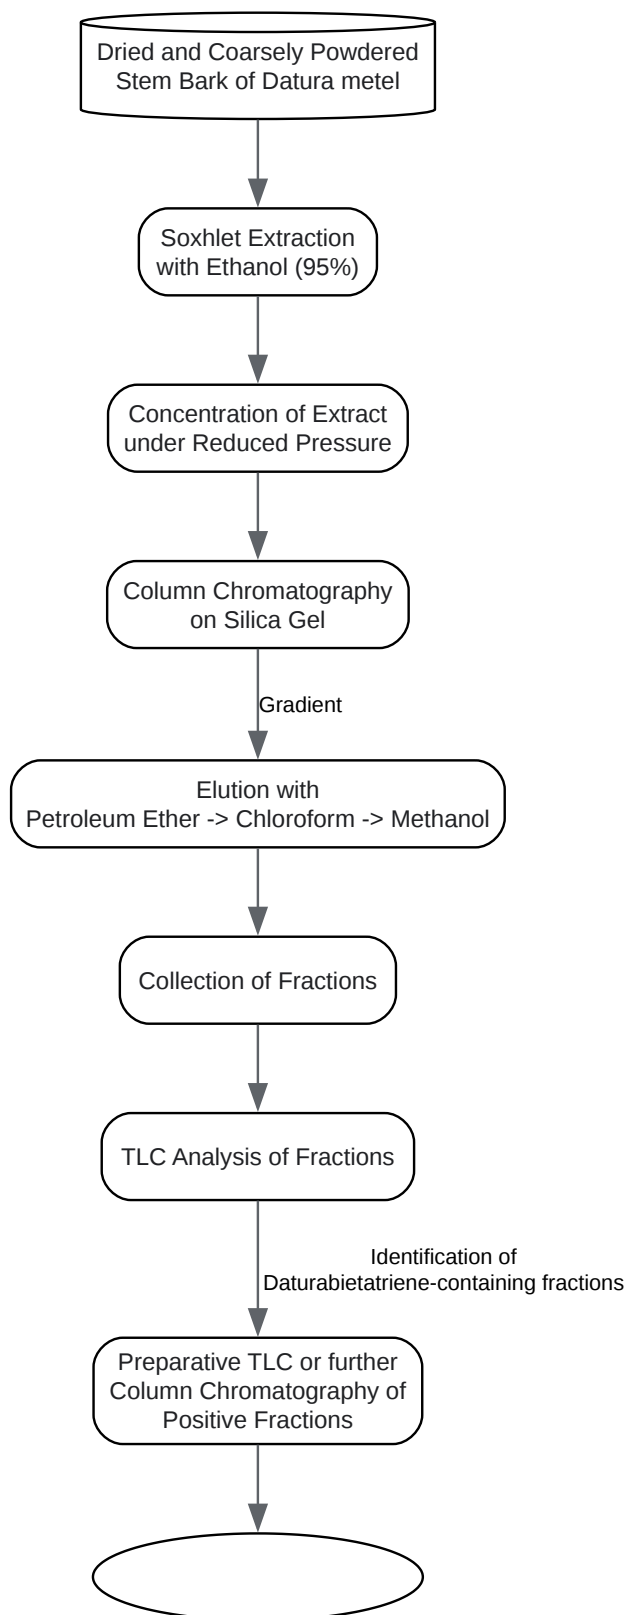 Dried and Coarsely Powdered
Stem Bark of Datura metel
Soxhlet Extraction
with Ethanol (95%)
Concentration of Extract
under Reduced Pressure
Column Chromatography
on Silica Gel
Gradient
Elution with
Petroleum Ether -> Chloroform -> Methanol
Collection of Fractions
TLC Analysis of Fractions
Identification of
Daturabietatriene-containing fractions
Preparative TLC or further
Column Chromatography of
Positive Fractions